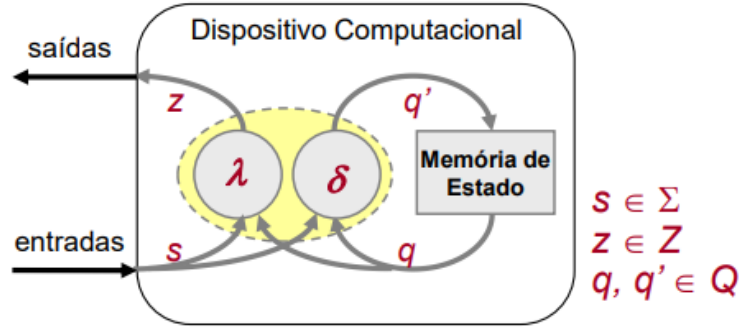 Dispositivo Computacional
saídas
z
q'
λ
δ
Memória de
Estado
entradas
s
q
s ∈ Σ
z ∈ Z
q, q' ∈ Q